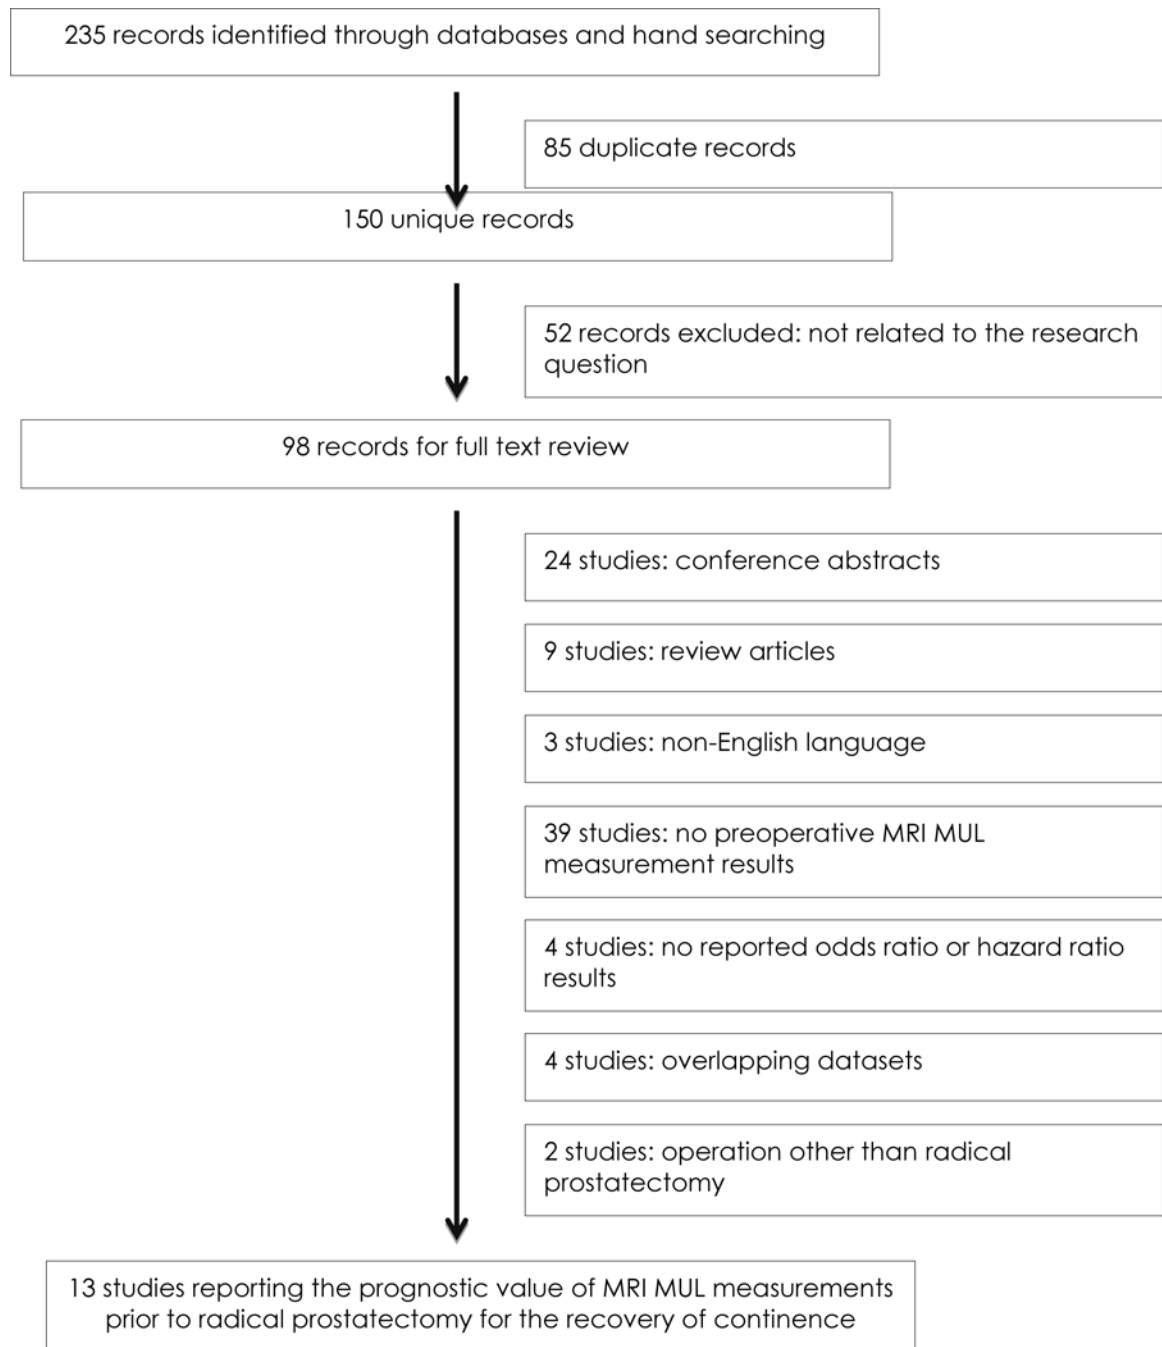 235 records identified through databases and hand searching
85 duplicate records
150 unique records
52 records excluded: not related to the research
question
98 records for full text review
24 studies: conference abstracts
9 studies: review articles
3 studies: non-English language
39 studies: no preoperative MRI MUL
measurement results
4 studies: no reported odds ratio or hazard ratio
results
4 studies: overlapping datasets
2 studies: operation other than radical
prostatectomy
13 studies reporting the prognostic value of MRI MUL measurements
prior to radical prostatectomy for the recovery of continence